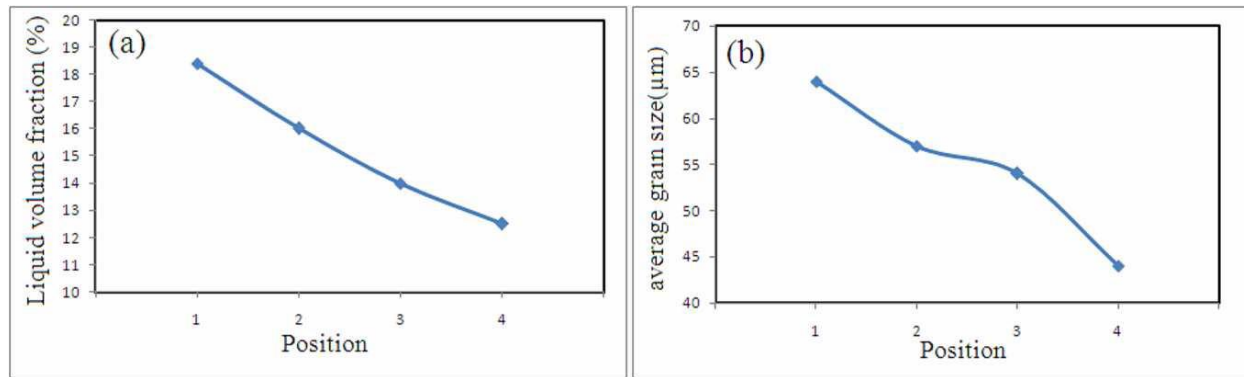 (a)
Liquid volume fraction (%)
20
19
18
17
16
15
14
13
12
11
10
1 2 3 4
Position
(b)
average grain size(µm)
70
65
60
55
50
45
40
1 2 3 4
Position